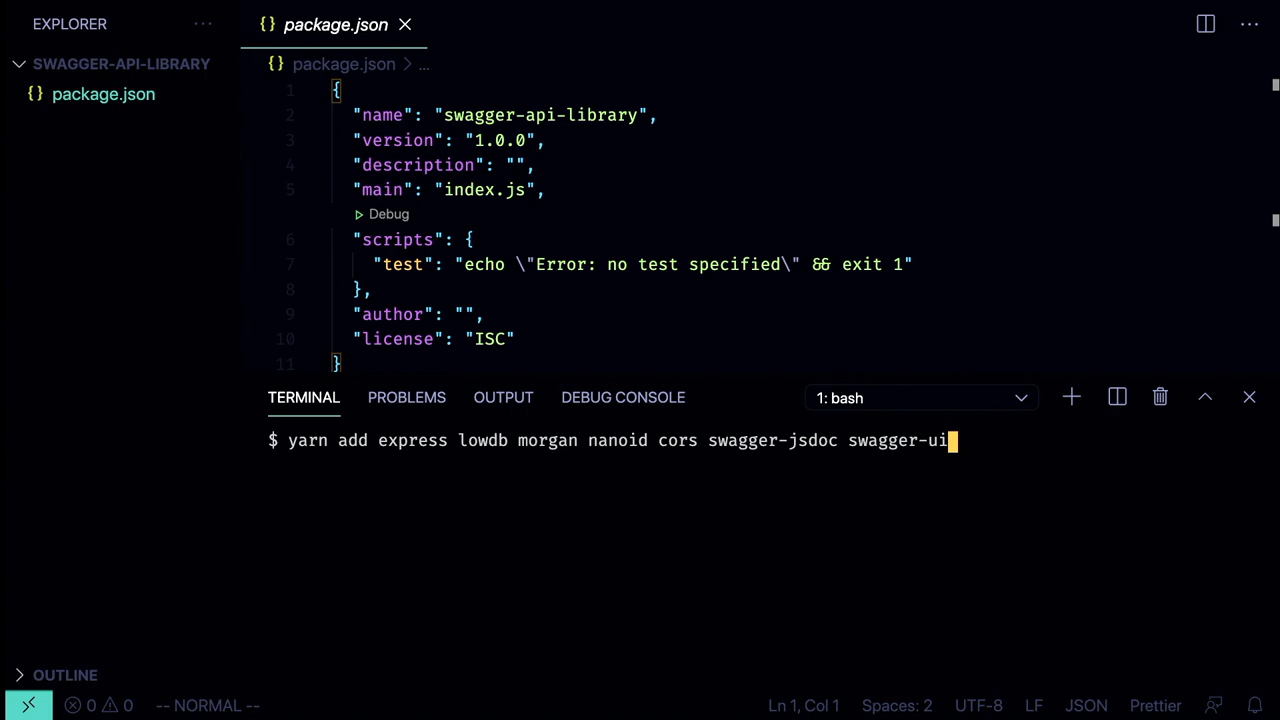 EXPLORER ...
SWAGGER-API-LIBRARY
{} package.json
{} package.json
{} package.json > ...
1 {
2 "name": "swagger-api-library",
3 "version": "1.0.0",
4 "description": "",
5 "main": "index.js",
Debug
6 "scripts": {
7 "test": "echo \"Error: no test specified\" && exit 1"
8 },
9 "author": "",
10 "license": "ISC"
11 }
TERMINAL PROBLEMS OUTPUT DEBUG CONSOLE 1: bash
$ yarn add express lowdb morgan nanoid cors swagger-jsdoc swagger-ui
OUTLINE
0 0 -- NORMAL -- Ln 1, Col 1 Spaces: 2 UTF-8 LF JSON Prettier